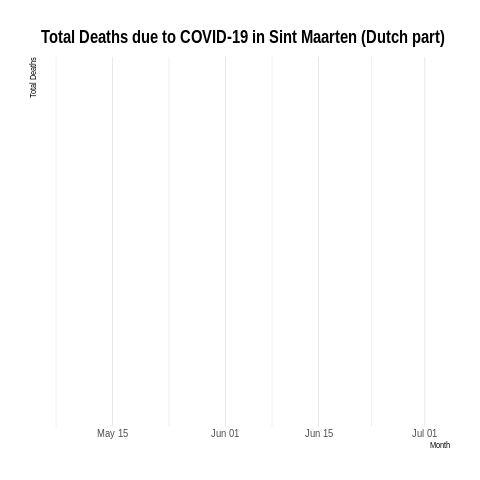 Total Deaths due to COVID-19 in Sint Maarten (Dutch part)
Total Deaths
May 15
Jun 01
Jun 15
Jul 01
Month